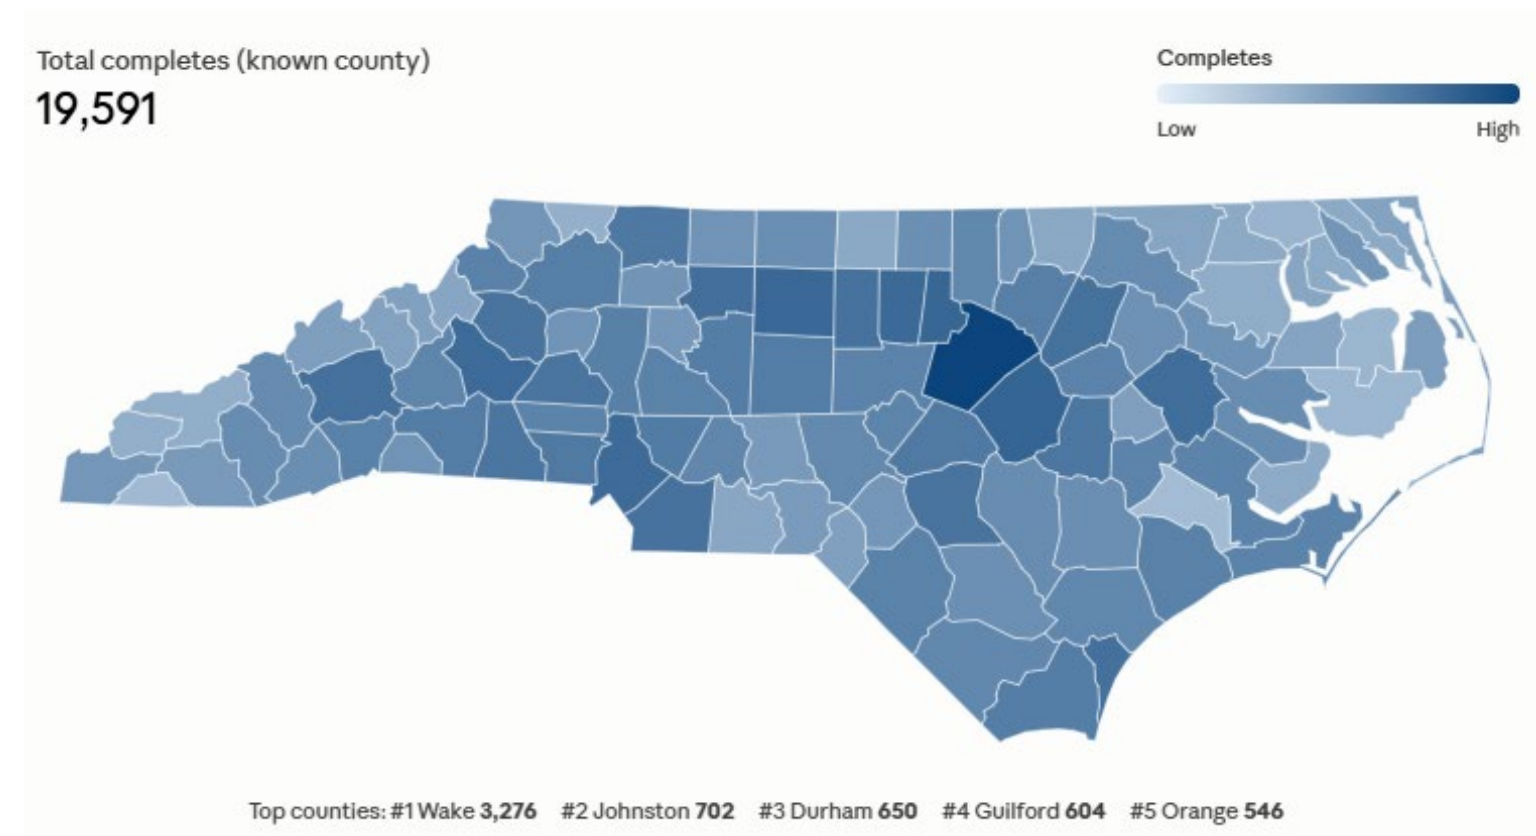 Total completes (known county)
19,591
Completes
Low High
Top counties: #1 Wake 3,276 #2 Johnston 702 #3 Durham 650 #4 Guilford 604 #5 Orange 546